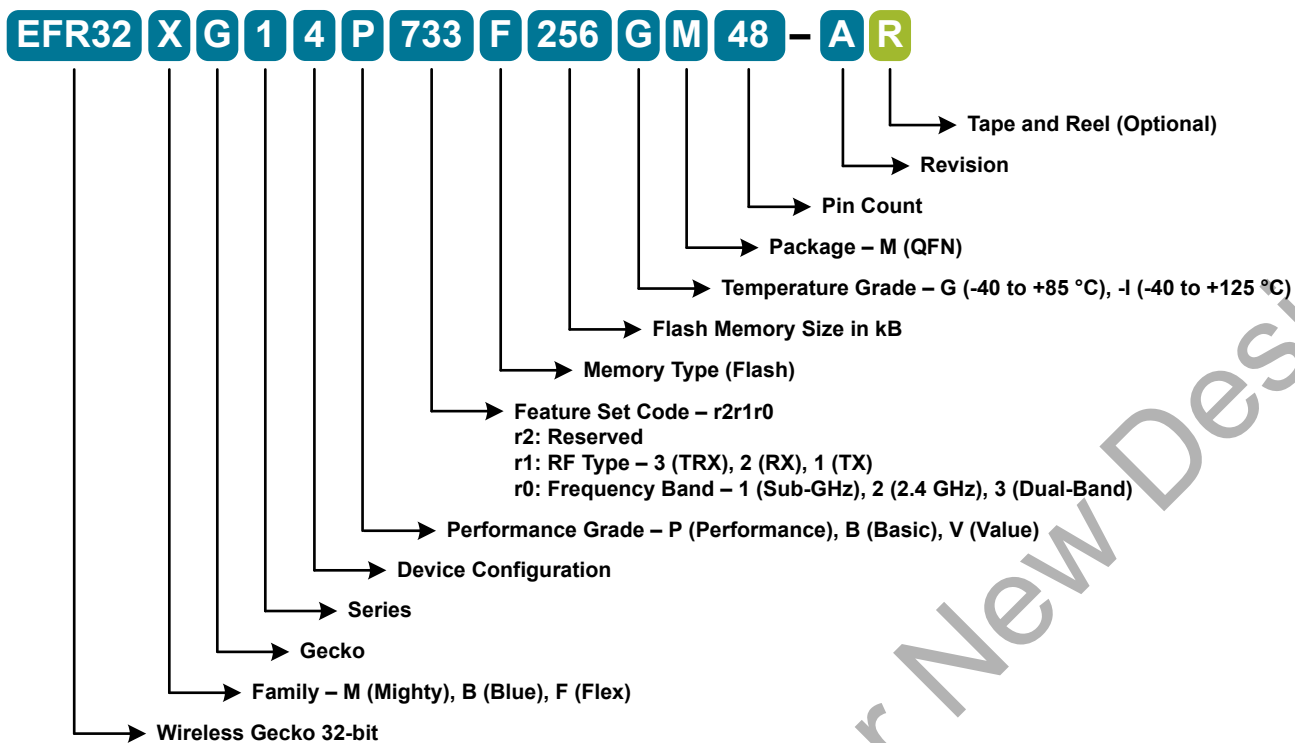 EFR32 X G 1 4 P 733 F 256 G M 48 – A R
Tape and Reel (Optional)
Revision
Pin Count
Package – M (QFN)
Temperature Grade – G (-40 to +85 °C), -I (-40 to +125 °C)
Flash Memory Size in kB
Memory Type (Flash)
Feature Set Code – r2r1r0
r2: Reserved
r1: RF Type – 3 (TRX), 2 (RX), 1 (TX)
r0: Frequency Band – 1 (Sub-GHz), 2 (2.4 GHz), 3 (Dual-Band)
Performance Grade – P (Performance), B (Basic), V (Value)
Device Configuration
Series
Gecko
Family – M (Mighty), B (Blue), F (Flex)
Wireless Gecko 32-bit
r New Desi